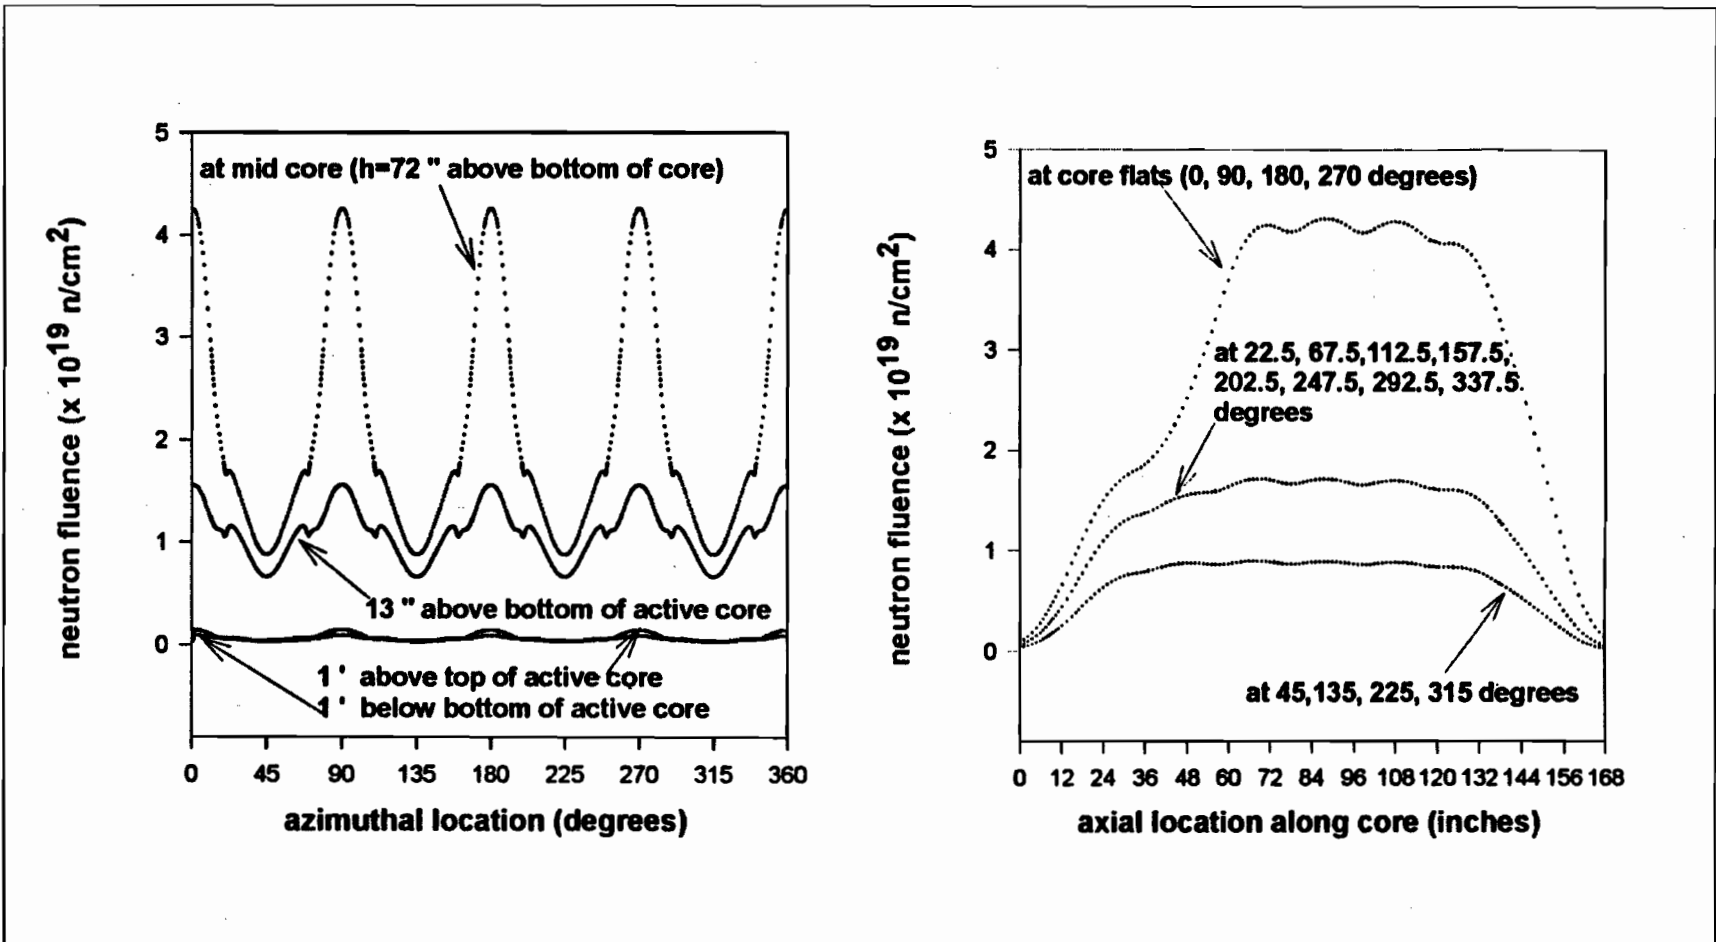 5
at mid core (h=72 " above bottom of core)
4
3
2
1
0
13 " above bottom of active core
1 ' above top of active core
1 ' below bottom of active core
0 45 90 135 180 225 270 315 360
azimuthal location (degrees)
neutron fluence (x 10^19 n/cm^2)
5
at core flats (0, 90, 180, 270 degrees)
4
3
at 22.5, 67.5,112.5,157.5,
202.5, 247.5, 292.5, 337.5
degrees
2
1
0
at 45,135, 225, 315 degrees
0 12 24 36 48 60 72 84 96 108 120 132 144 156 168
axial location along core (inches)
neutron fluence (x 10^19 n/cm^2)